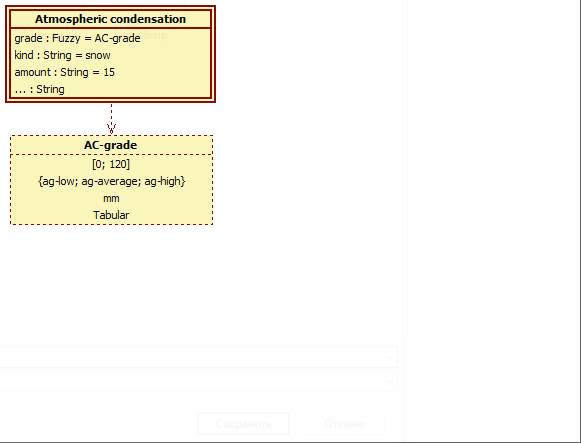 Atmospheric condensation
grade : Fuzzy = AC-grade
kind : String = snow
amount : String = 15
... : String
AC-grade
[0; 120]
{ag-low; ag-average; ag-high}
mm
Tabular
Сохранить
Отмена